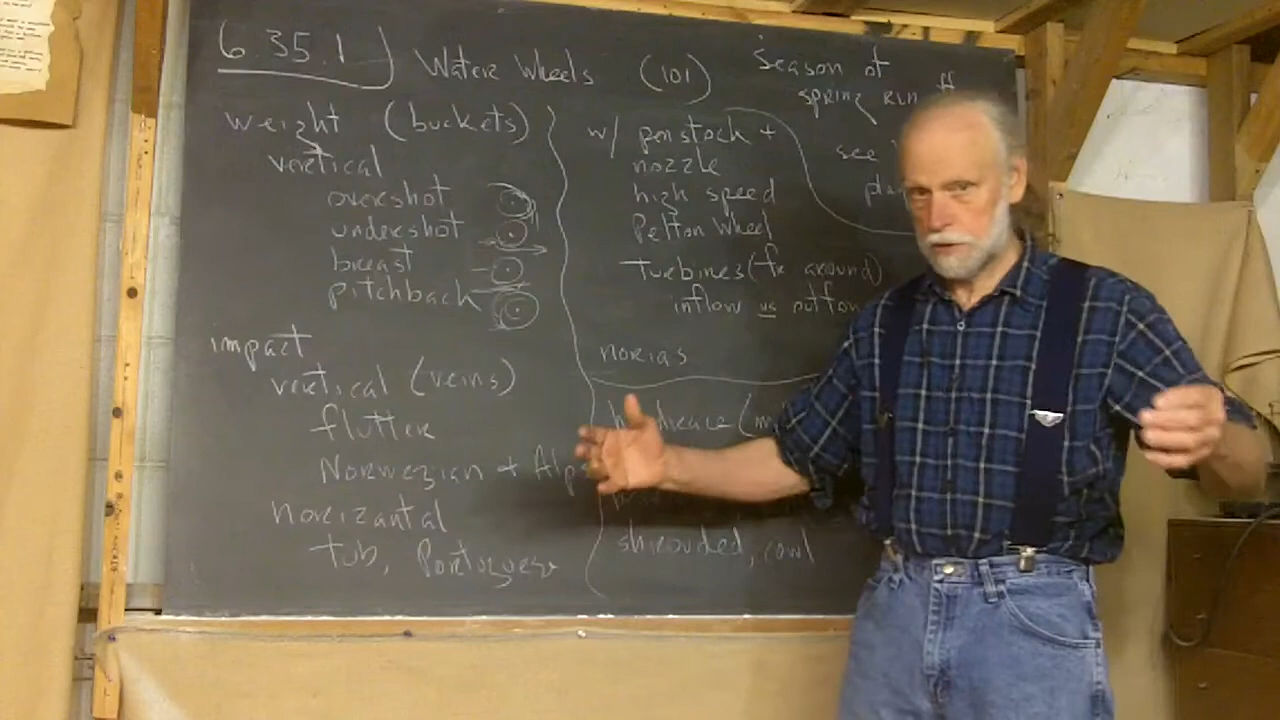 6.35.1) Water Wheels (101)
Season of
spring run
weight (buckets)
vertical
overshot
undershot
breast
pitchback
impact
vertical (veins)
flutter
Norwegian + Alps
Horizantal
tub, Portuguese
w/ penstock +
nozzle
high speed
Pelton Wheel
Turbines (fr around)
inflow vs outflow
norias
see
headrace
shrouded, cowl